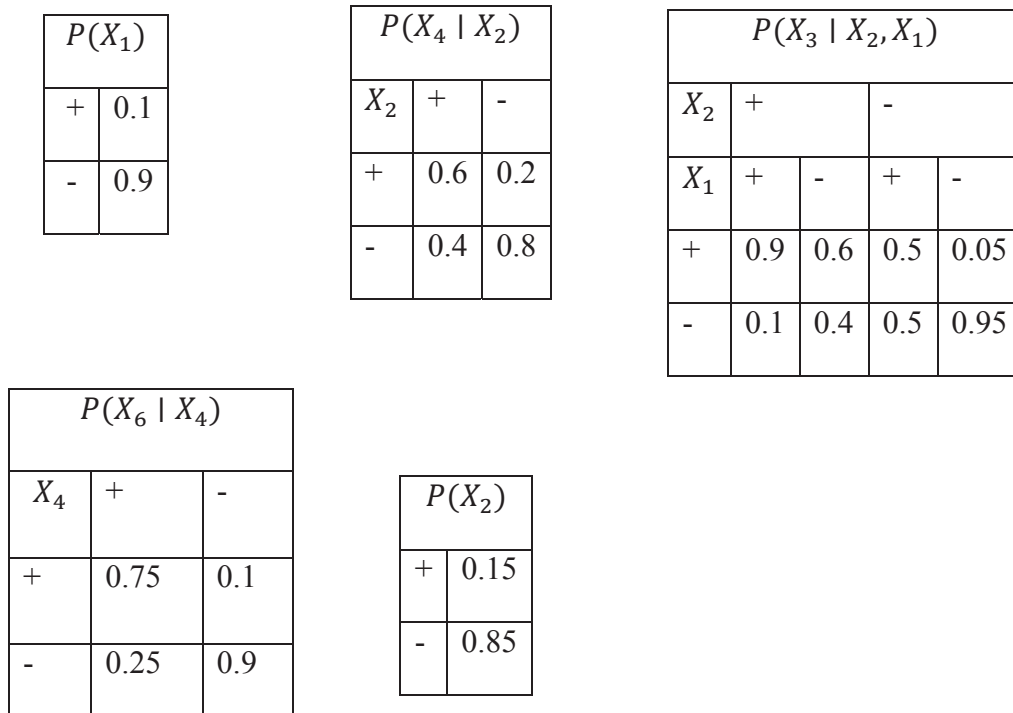 P(X₁)
+ 0.1
- 0.9
P(X₄ | X₂)
X₂ + -
+ 0.6 0.2
- 0.4 0.8
P(X₃ | X₂, X₁)
X₂ + -
X₁ + - + -
+ 0.9 0.6 0.5 0.05
- 0.1 0.4 0.5 0.95
P(X₆ | X₄)
X₄ + -
+ 0.75 0.1
- 0.25 0.9
P(X₂)
+ 0.15
- 0.85